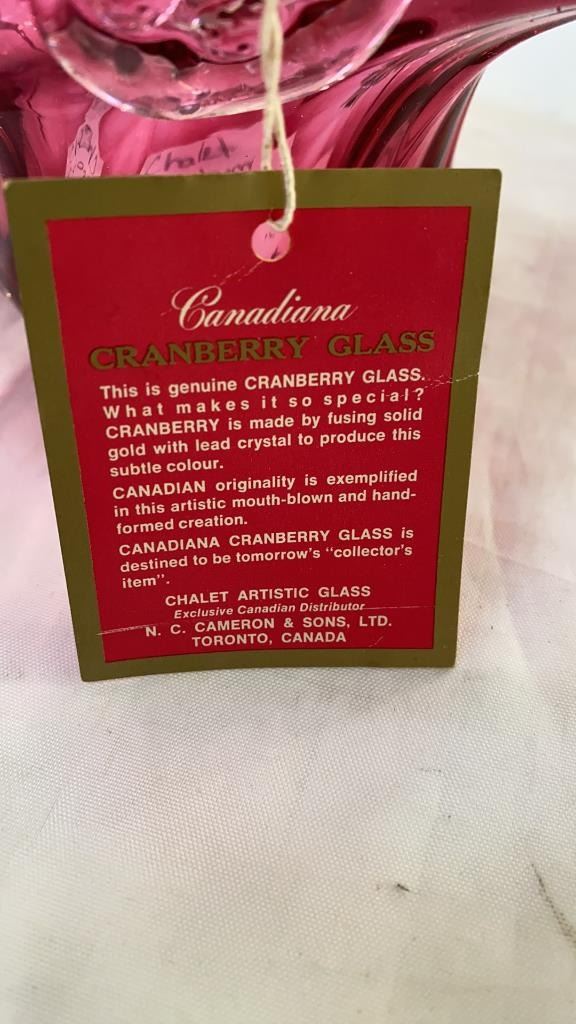 Chalet
Canadiana
CRANBERRY GLASS
This is genuine CRANBERRY GLASS.
What makes it so special?
CRANBERRY is made by fusing solid
gold with lead crystal to produce this
subtle colour.
CANADIAN originality is exemplified
in this artistic mouth-blown and hand-
formed creation.
CANADIANA CRANBERRY GLASS is
destined to be tomorrow's "collector's
item".
CHALET ARTISTIC GLASS
Exclusive Canadian Distributor
N. C. CAMERON & SONS, LTD.
TORONTO, CANADA